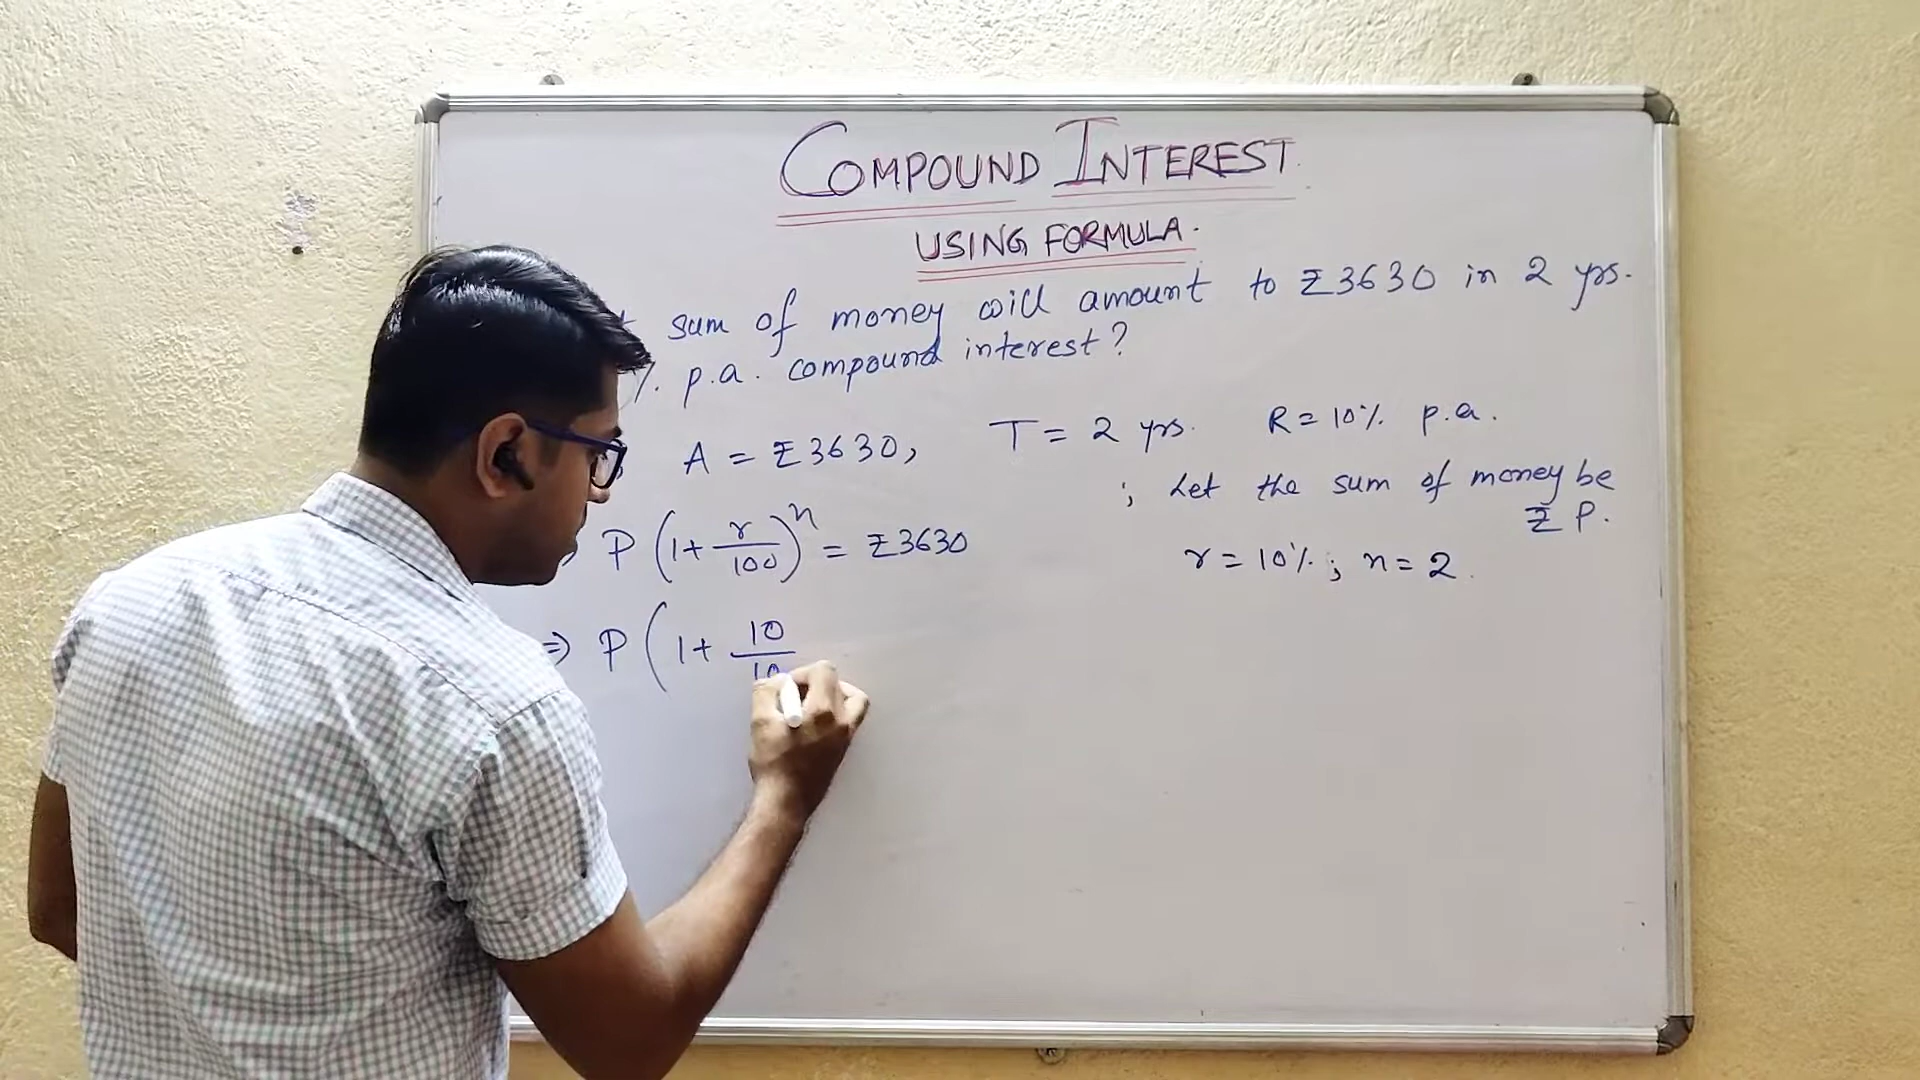 COMPOUND INTEREST
USING FORMULA.
sum of money will amount to ₹3630 in 2 yrs.
%. p.a. compound interest?
A = ₹3630, T = 2 yrs. R = 10% p.a.
; Let the sum of money be
₹ P.
P (1 + r/100)^n = ₹3630
r = 10%; n = 2.
⇒ P (1 + 10/10